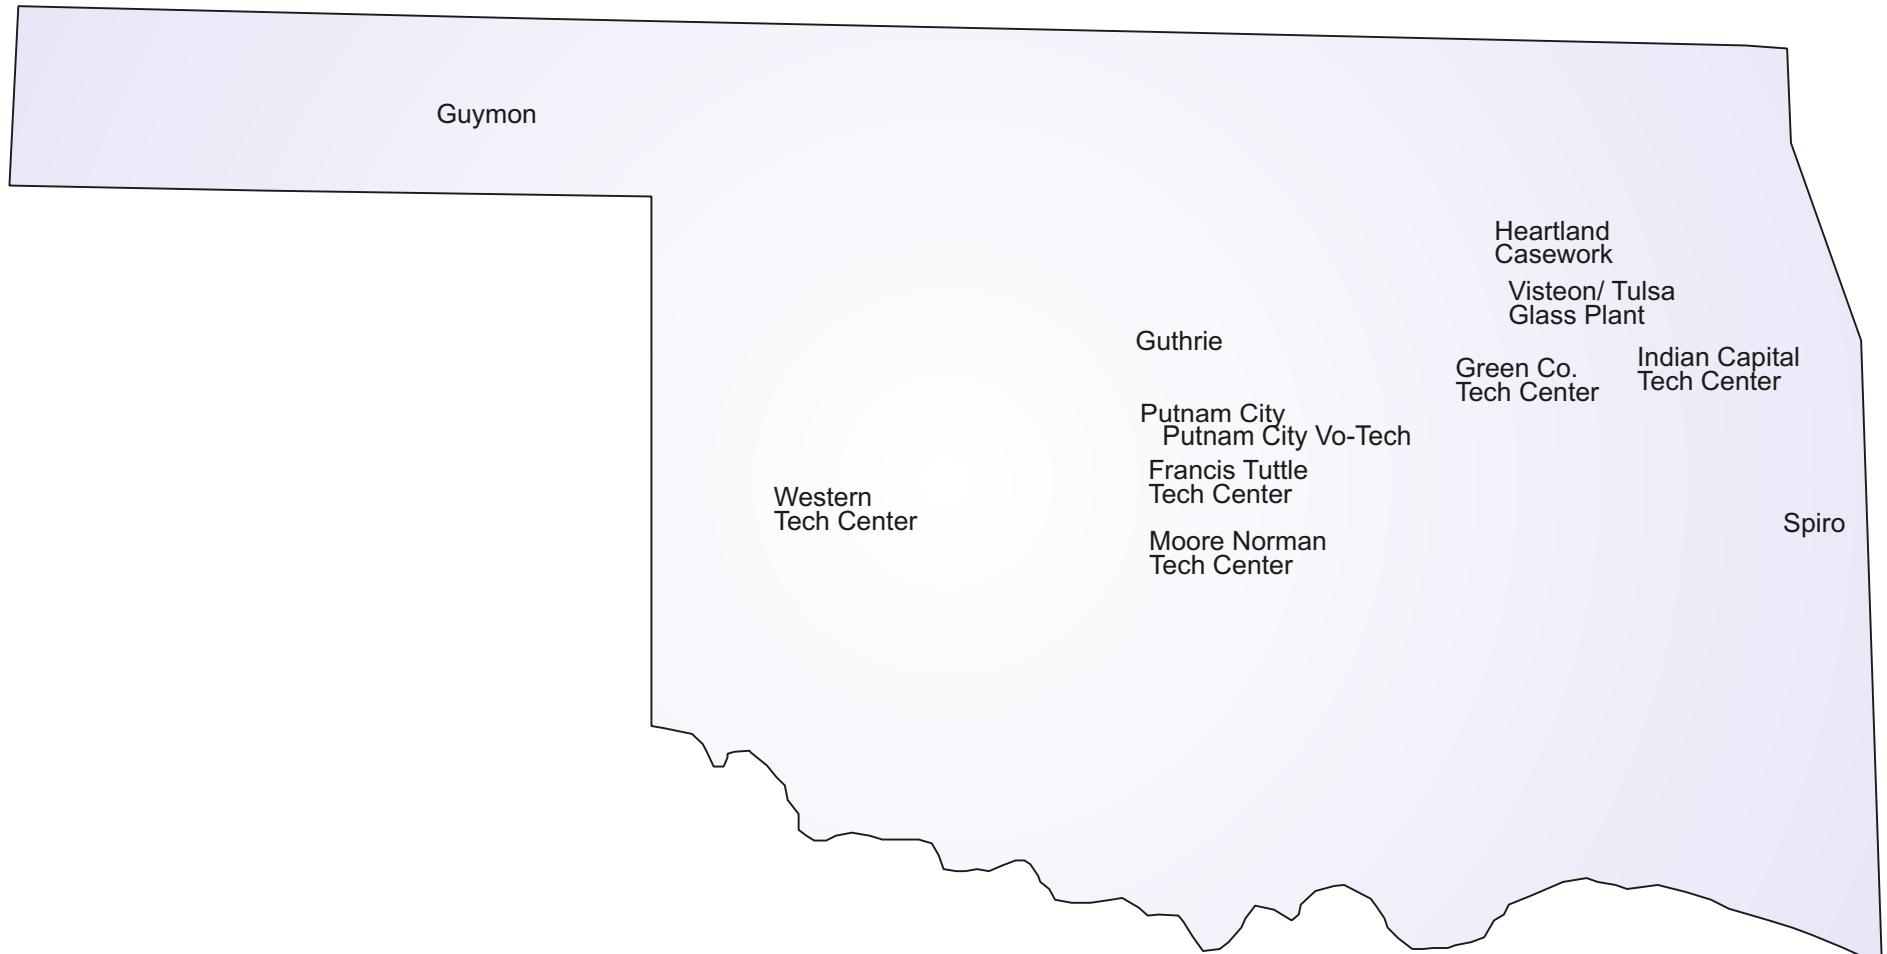 Guymon
Heartland
Casework
Visteon/ Tulsa
Glass Plant
Guthrie
Green Co.
Tech Center
Indian Capital
Tech Center
Putnam City
Putnam City Vo-Tech
Francis Tuttle
Tech Center
Western
Tech Center
Spiro
Moore Norman
Tech Center